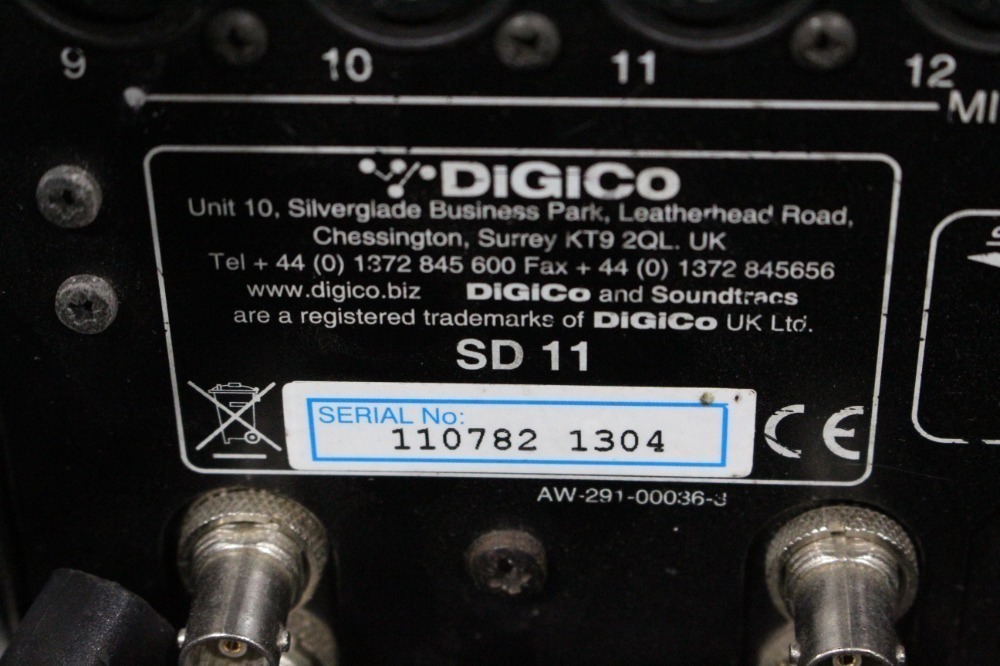 9 10 11 12
MI
DiGiCo
Unit 10, Silverglade Business Park, Leatherhead Road,
Chessington, Surrey KT9 2QL. UK
Tel + 44 (0) 1372 845 600 Fax + 44 (0) 1372 845656
www.digico.biz DiGiCo and Soundtracs
are a registered trademarks of DiGiCo UK Ltd.
SD 11
SERIAL No:
110782 1304
CE
AW-291-00036-3